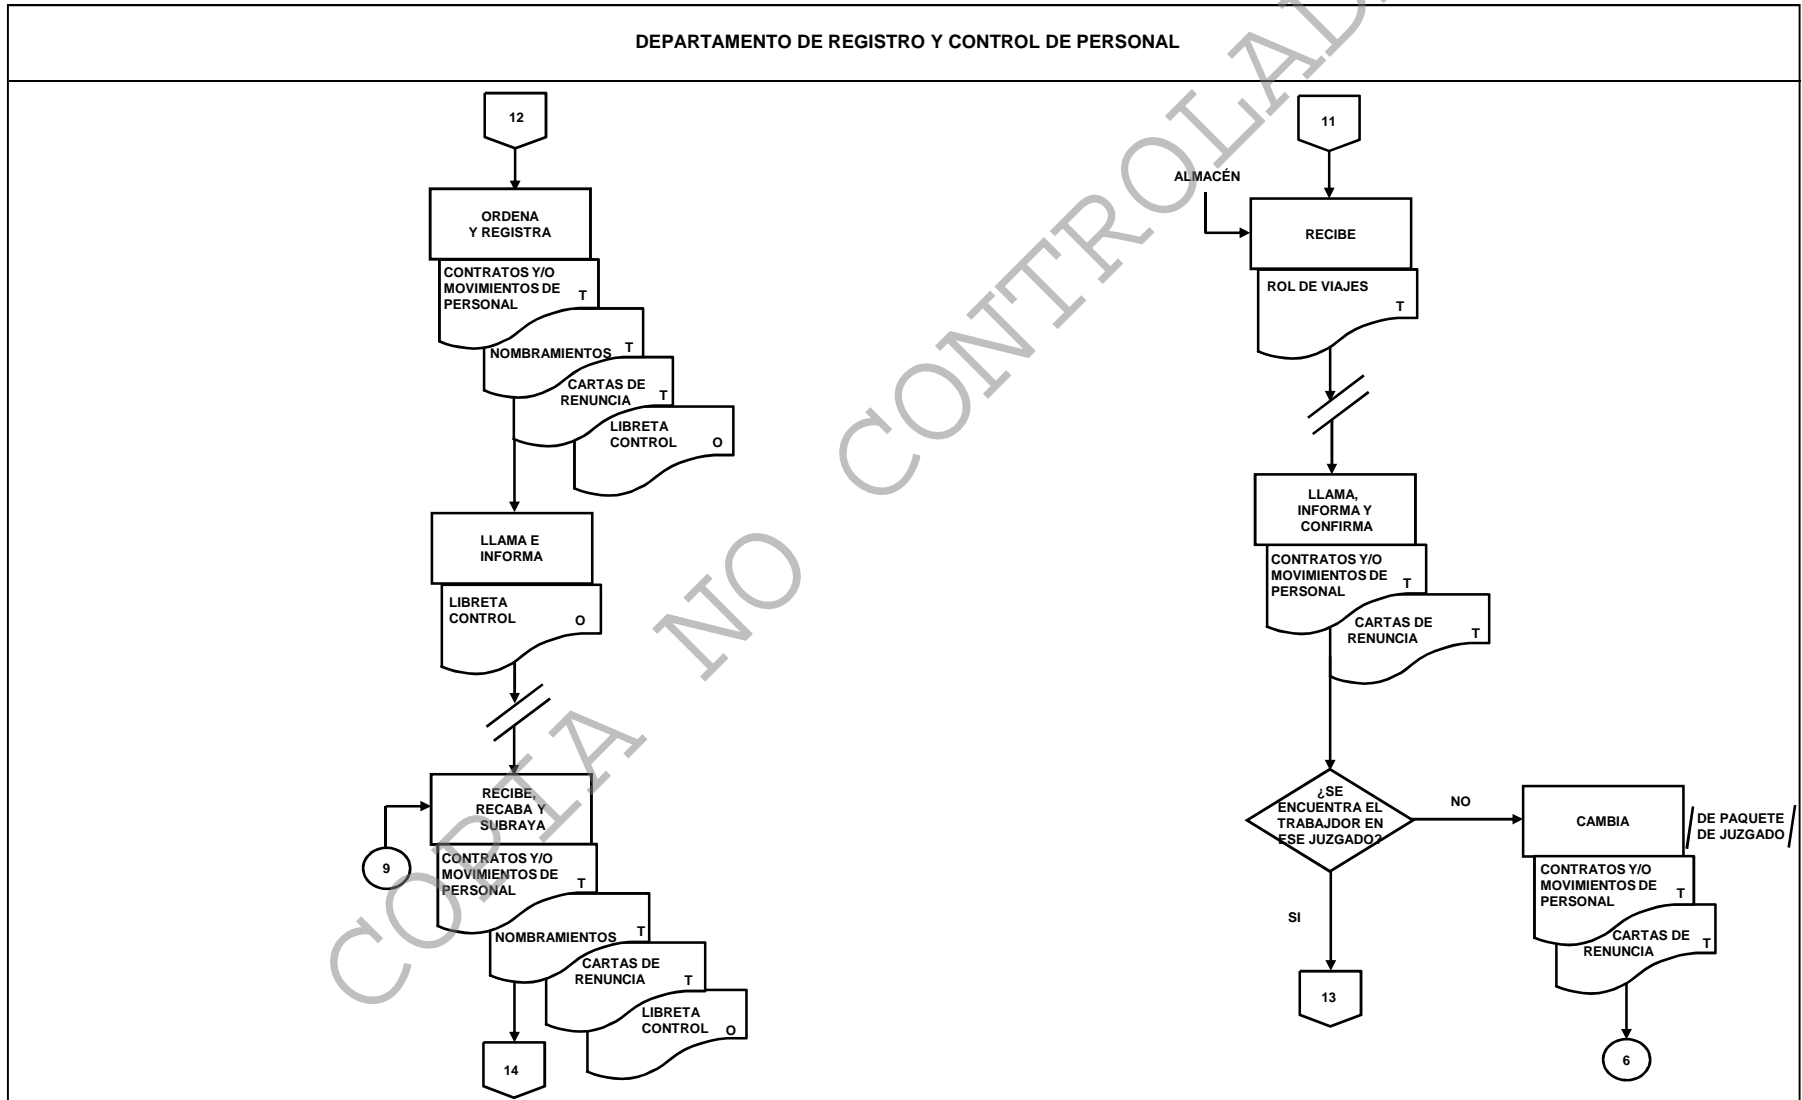 DEPARTAMENTO DE REGISTRO Y CONTROL DE PERSONAL
12
ORDENA
Y REGISTRA
CONTRATOS Y/O
MOVIMIENTOS DE
PERSONAL
T
NOMBRAMIENTOS
T
CARTAS DE
RENUNCIA
T
LIBRETA
CONTROL
O
LLAMA E
INFORMA
LIBRETA
CONTROL
O
RECIBE,
RECABA Y
SUBRAYA
9
CONTRATOS Y/O
MOVIMIENTOS DE
PERSONAL
T
NOMBRAMIENTOS
T
CARTAS DE
RENUNCIA
T
LIBRETA
CONTROL
O
14
11
ALMACÉN
RECIBE
ROL DE VIAJES
T
LLAMA,
INFORMA Y
CONFIRMA
CONTRATOS Y/O
MOVIMIENTOS DE
PERSONAL
T
CARTAS DE
RENUNCIA
T
¿SE
ENCUENTRA EL
TRABAJDOR EN
ESE JUZGADO?
NO
SI
13
CAMBIA
DE PAQUETE
DE JUZGADO
CONTRATOS Y/O
MOVIMIENTOS DE
PERSONAL
T
CARTAS DE
RENUNCIA
T
6
COPIA NO CONTROLAD